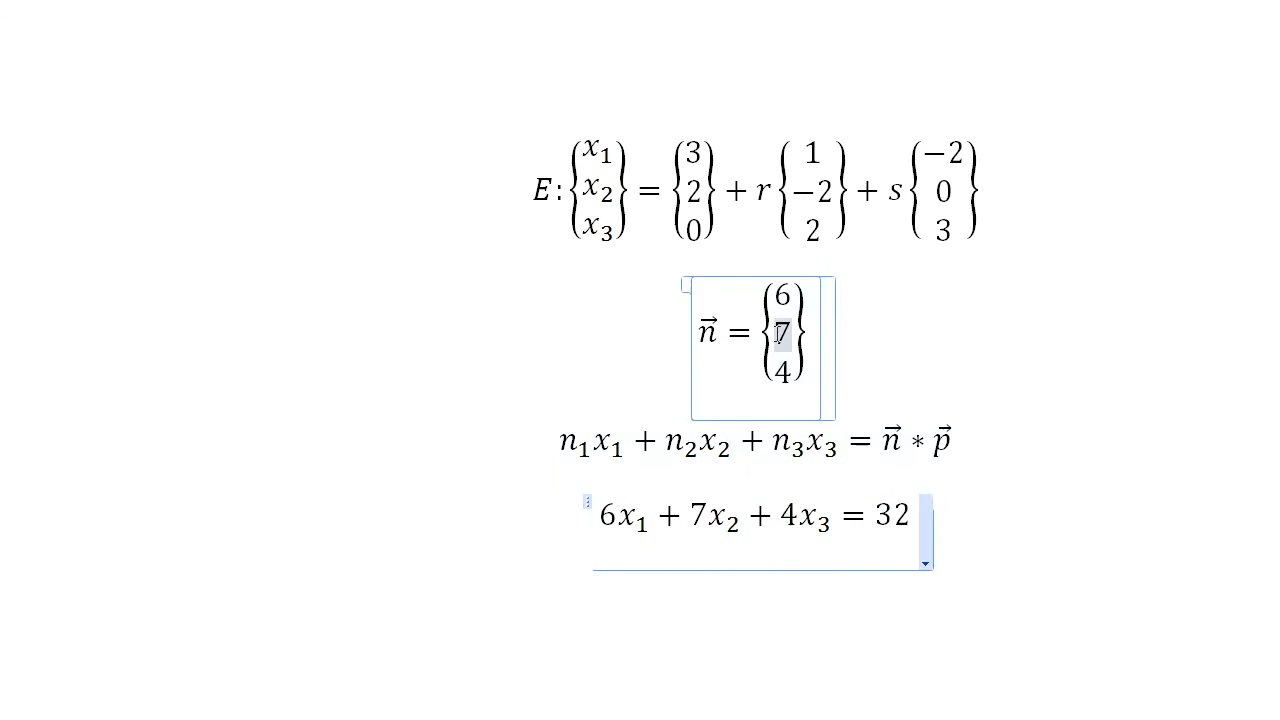 E: {x₁ x₂ x₃} = {3 2 0} + r {1 −2 2} + s {−2 0 3}
n⃗ = {6 7 4}
n₁x₁ + n₂x₂ + n₃x₃ = n⃗ ∗ p⃗
6x₁ + 7x₂ + 4x₃ = 32